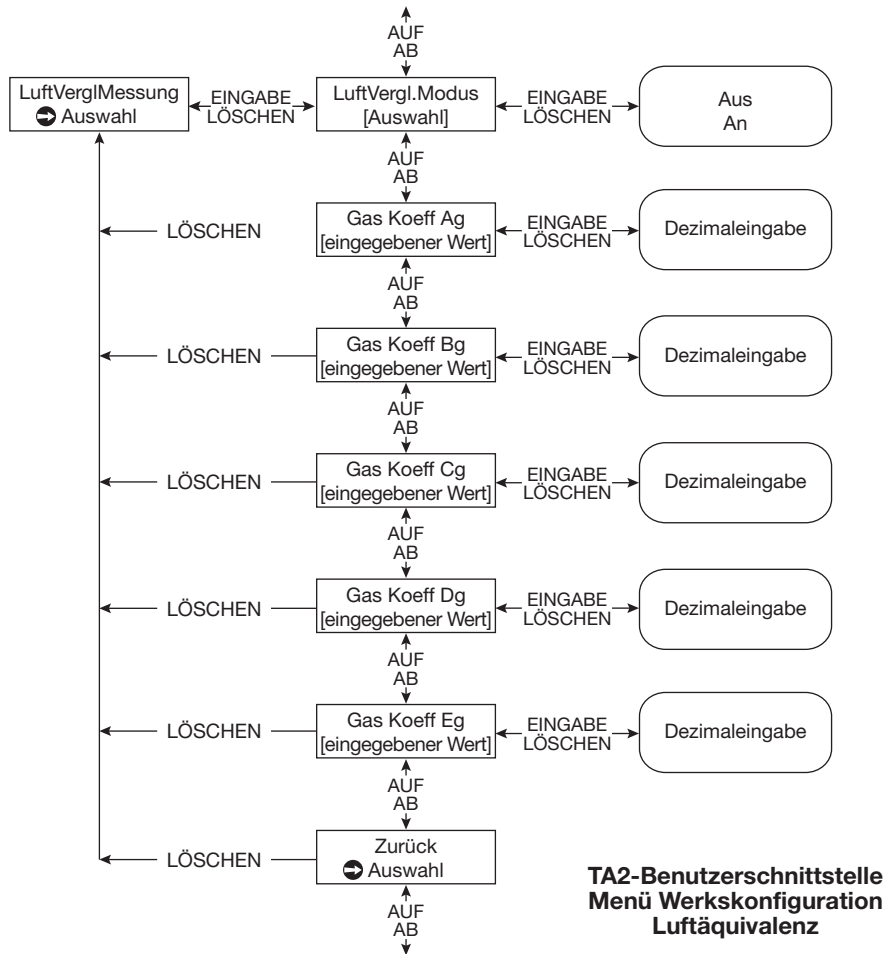 AUF
AB
LuftVerglMessung
Auswahl
EINGABE
LÖSCHEN
LuftVergl.Modus
[Auswahl]
EINGABE
LÖSCHEN
Aus
An
AUF
AB
LÖSCHEN
Gas Koeff Ag
[eingegebener Wert]
EINGABE
LÖSCHEN
Dezimaleingabe
AUF
AB
LÖSCHEN
Gas Koeff Bg
[eingegebener Wert]
EINGABE
LÖSCHEN
Dezimaleingabe
AUF
AB
LÖSCHEN
Gas Koeff Cg
[eingegebener Wert]
EINGABE
LÖSCHEN
Dezimaleingabe
AUF
AB
LÖSCHEN
Gas Koeff Dg
[eingegebener Wert]
EINGABE
LÖSCHEN
Dezimaleingabe
AUF
AB
LÖSCHEN
Gas Koeff Eg
[eingegebener Wert]
EINGABE
LÖSCHEN
Dezimaleingabe
AUF
AB
LÖSCHEN
Zurück
Auswahl
AUF
AB
TA2-Benutzerschnittstelle
Menü Werkskonfiguration
Luftäquivalenz